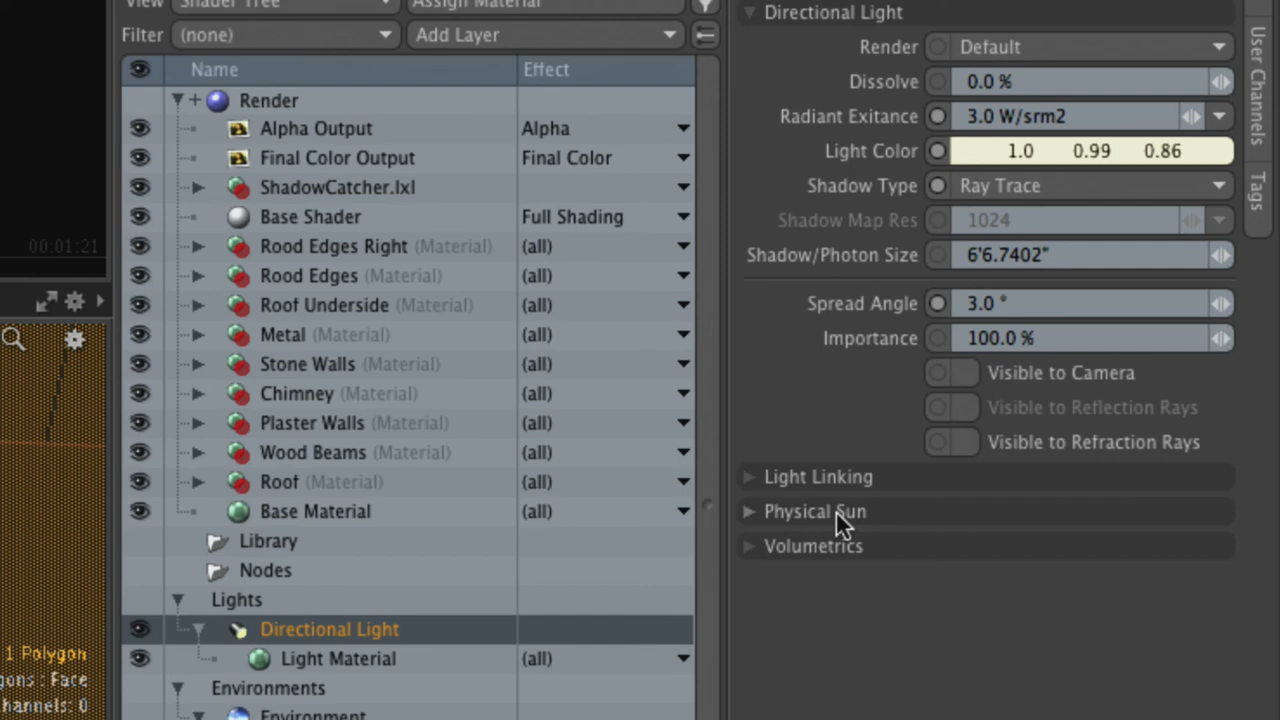 View Shader Tree Assign Material
Filter (none) Add Layer
Name Effect
Render
Alpha Output Alpha
Final Color Output Final Color
ShadowCatcher.lxl
Base Shader Full Shading
Rood Edges Right (Material) (all)
Rood Edges (Material) (all)
Roof Underside (Material) (all)
Metal (Material) (all)
Stone Walls (Material) (all)
Chimney (Material) (all)
Plaster Walls (Material) (all)
Wood Beams (Material) (all)
Roof (Material) (all)
Base Material (all)
Library
Nodes
Lights
Directional Light
Light Material (all)
Environments
Environment
00:01:21
1 Polygon
gons : Face
hannels: 0
Directional Light
Render Default
Dissolve 0.0 %
Radiant Exitance 3.0 W/srm2
Light Color 1.0 0.99 0.86
Shadow Type Ray Trace
Shadow Map Res 1024
Shadow/Photon Size 6'6.7402"
Spread Angle 3.0 °
Importance 100.0 %
Visible to Camera
Visible to Reflection Rays
Visible to Refraction Rays
Light Linking
Physical Sun
Volumetrics
User Channels
Tags